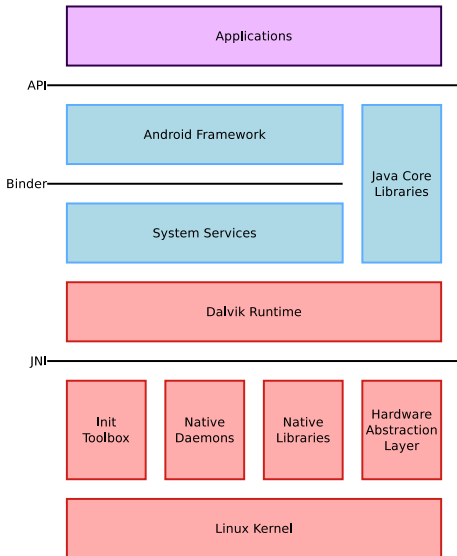 Applications
API
Android Framework
Java Core
Libraries
Binder
System Services
Dalvik Runtime
JNI
Init
Toolbox
Native
Daemons
Native
Libraries
Hardware
Abstraction
Layer
Linux Kernel